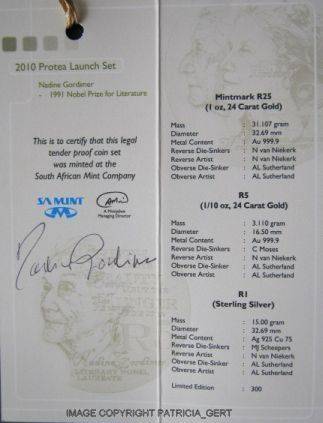 2010 Protea Launch Set
Nadine Gordimer
- 1991 Nobel Prize for Literature
This is to certify that this legal
tender proof coin set
was minted at the
South African Mint Company
SA MINT
Managing Director
Nadine Gordimer
Nadine Gordimer
LITERARY NOBEL
LAUREATE
Mintmark R25
(1 oz, 24 Carat Gold)
Mass : 31.107 gram
Diameter : 32.69 mm
Metal Content : Au 999.9
Reverse Die-Sinkers : N van Niekerk
Reverse Artist : N van Niekerk
Obverse Die-Sinker : AL Sutherland
Obverse Artist : AL Sutherland
R5
(1/10 oz, 24 Carat Gold)
Mass : 3.110 gram
Diameter : 16.50 mm
Metal Content : Au 999.9
Reverse Die-Sinkers : C Moses
Reverse Artist : N van Niekerk
Obverse Die-Sinker : AL Sutherland
Obverse Artist : AL Sutherland
R1
(Sterling Silver)
Mass : 15.00 gram
Diameter : 32.69 mm
Metal Content : Ag 925 Cu 75
Reverse Die-Sinkers : MJ Scheepers
Reverse Artist : N van Niekerk
Obverse Die-Sinker : AL Sutherland
Obverse Artist : AL Sutherland
Limited Edition : 300
IMAGE COPYRIGHT PATRICIA_GERT